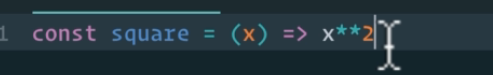 1 const square = (x) => x**2